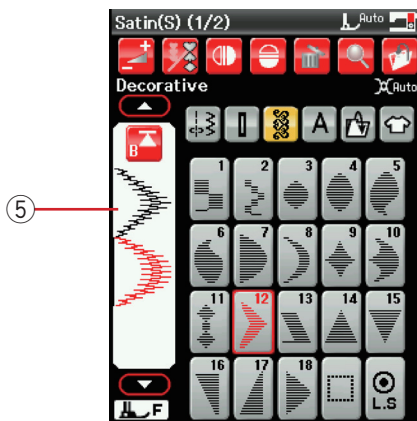 Satin(S) (1/2) Auto
Decorative Auto
B
A
1 2 3 4 5
5
6 7 8 9 10
11 12 13 14 15
16 17 18
F L.S